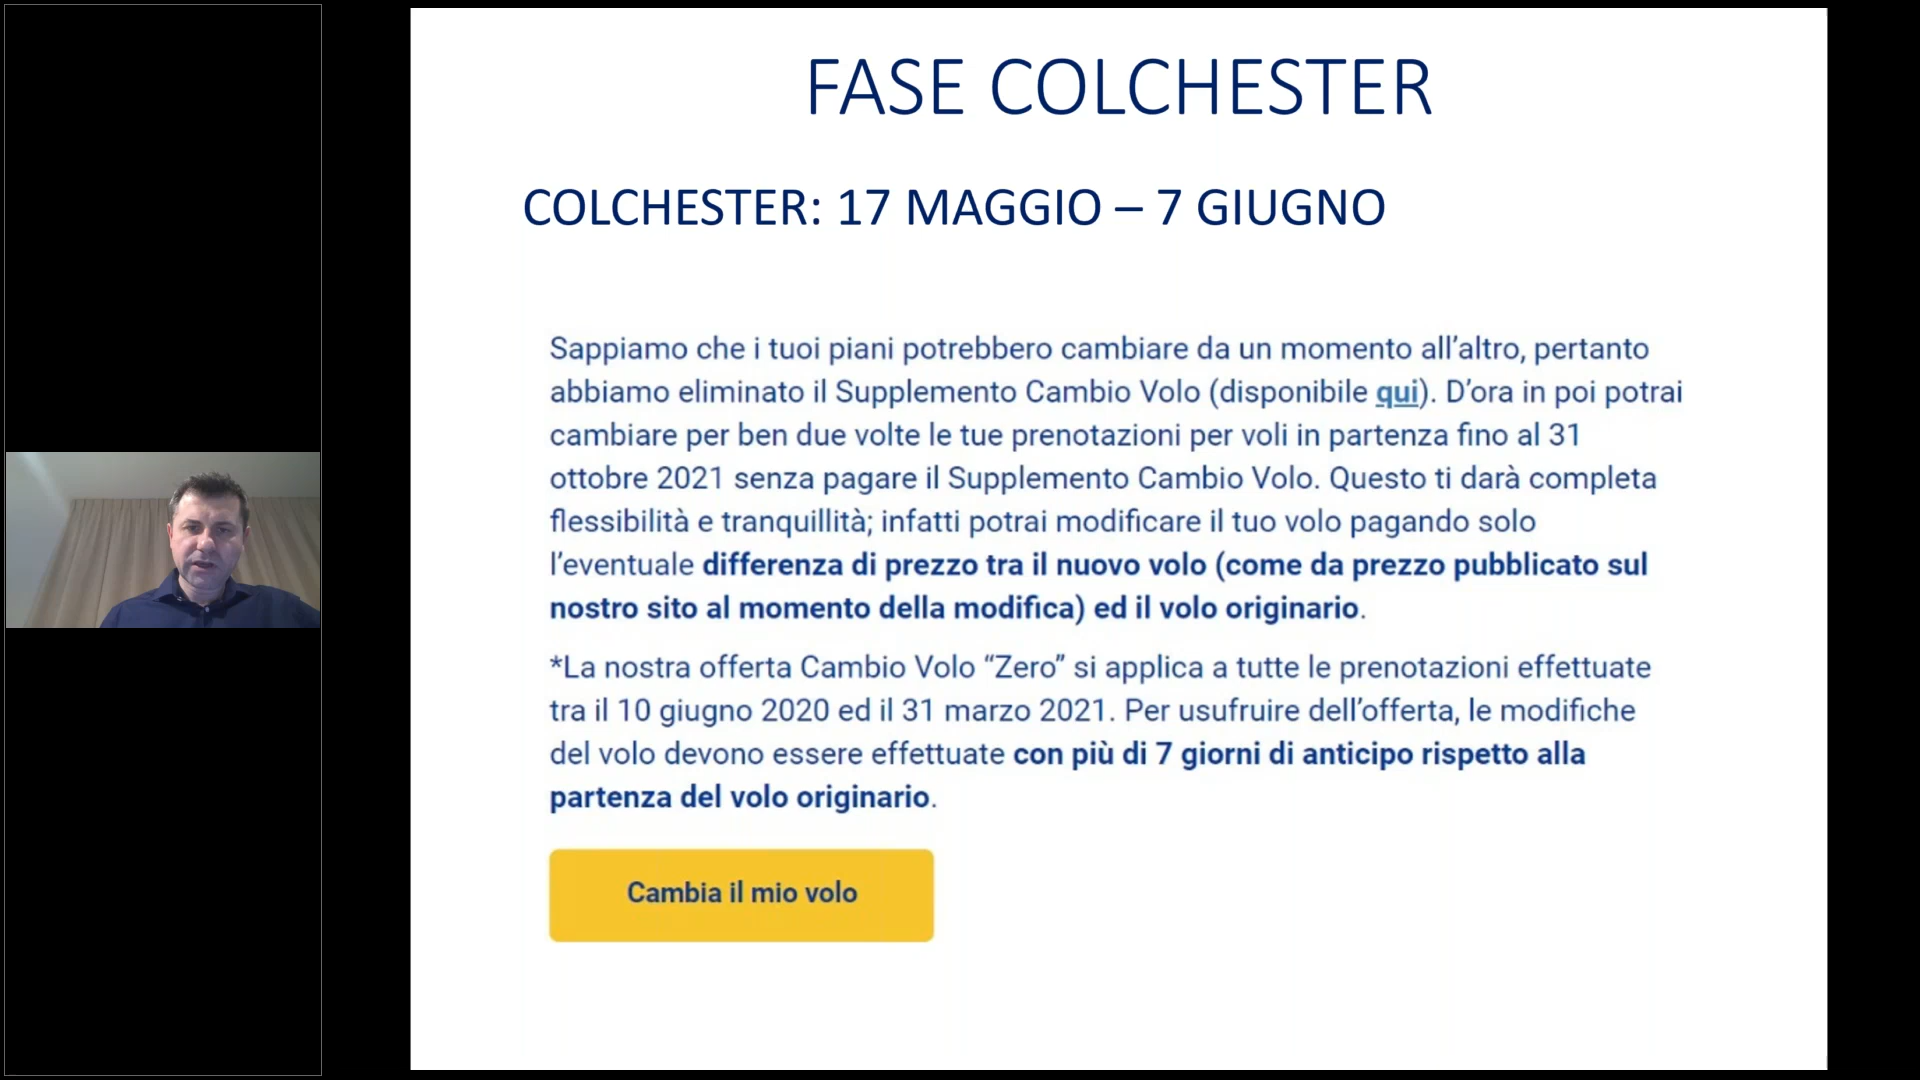 FASE COLCHESTER
COLCHESTER: 17 MAGGIO – 7 GIUGNO
Sappiamo che i tuoi piani potrebbero cambiare da un momento all’altro, pertanto
abbiamo eliminato il Supplemento Cambio Volo (disponibile qui). D’ora in poi potrai
cambiare per ben due volte le tue prenotazioni per voli in partenza fino al 31
ottobre 2021 senza pagare il Supplemento Cambio Volo. Questo ti darà completa
flessibilità e tranquillità; infatti potrai modificare il tuo volo pagando solo
l’eventuale differenza di prezzo tra il nuovo volo (come da prezzo pubblicato sul
nostro sito al momento della modifica) ed il volo originario.
*La nostra offerta Cambio Volo “Zero” si applica a tutte le prenotazioni effettuate
tra il 10 giugno 2020 ed il 31 marzo 2021. Per usufruire dell’offerta, le modifiche
del volo devono essere effettuate con più di 7 giorni di anticipo rispetto alla
partenza del volo originario.
Cambia il mio volo